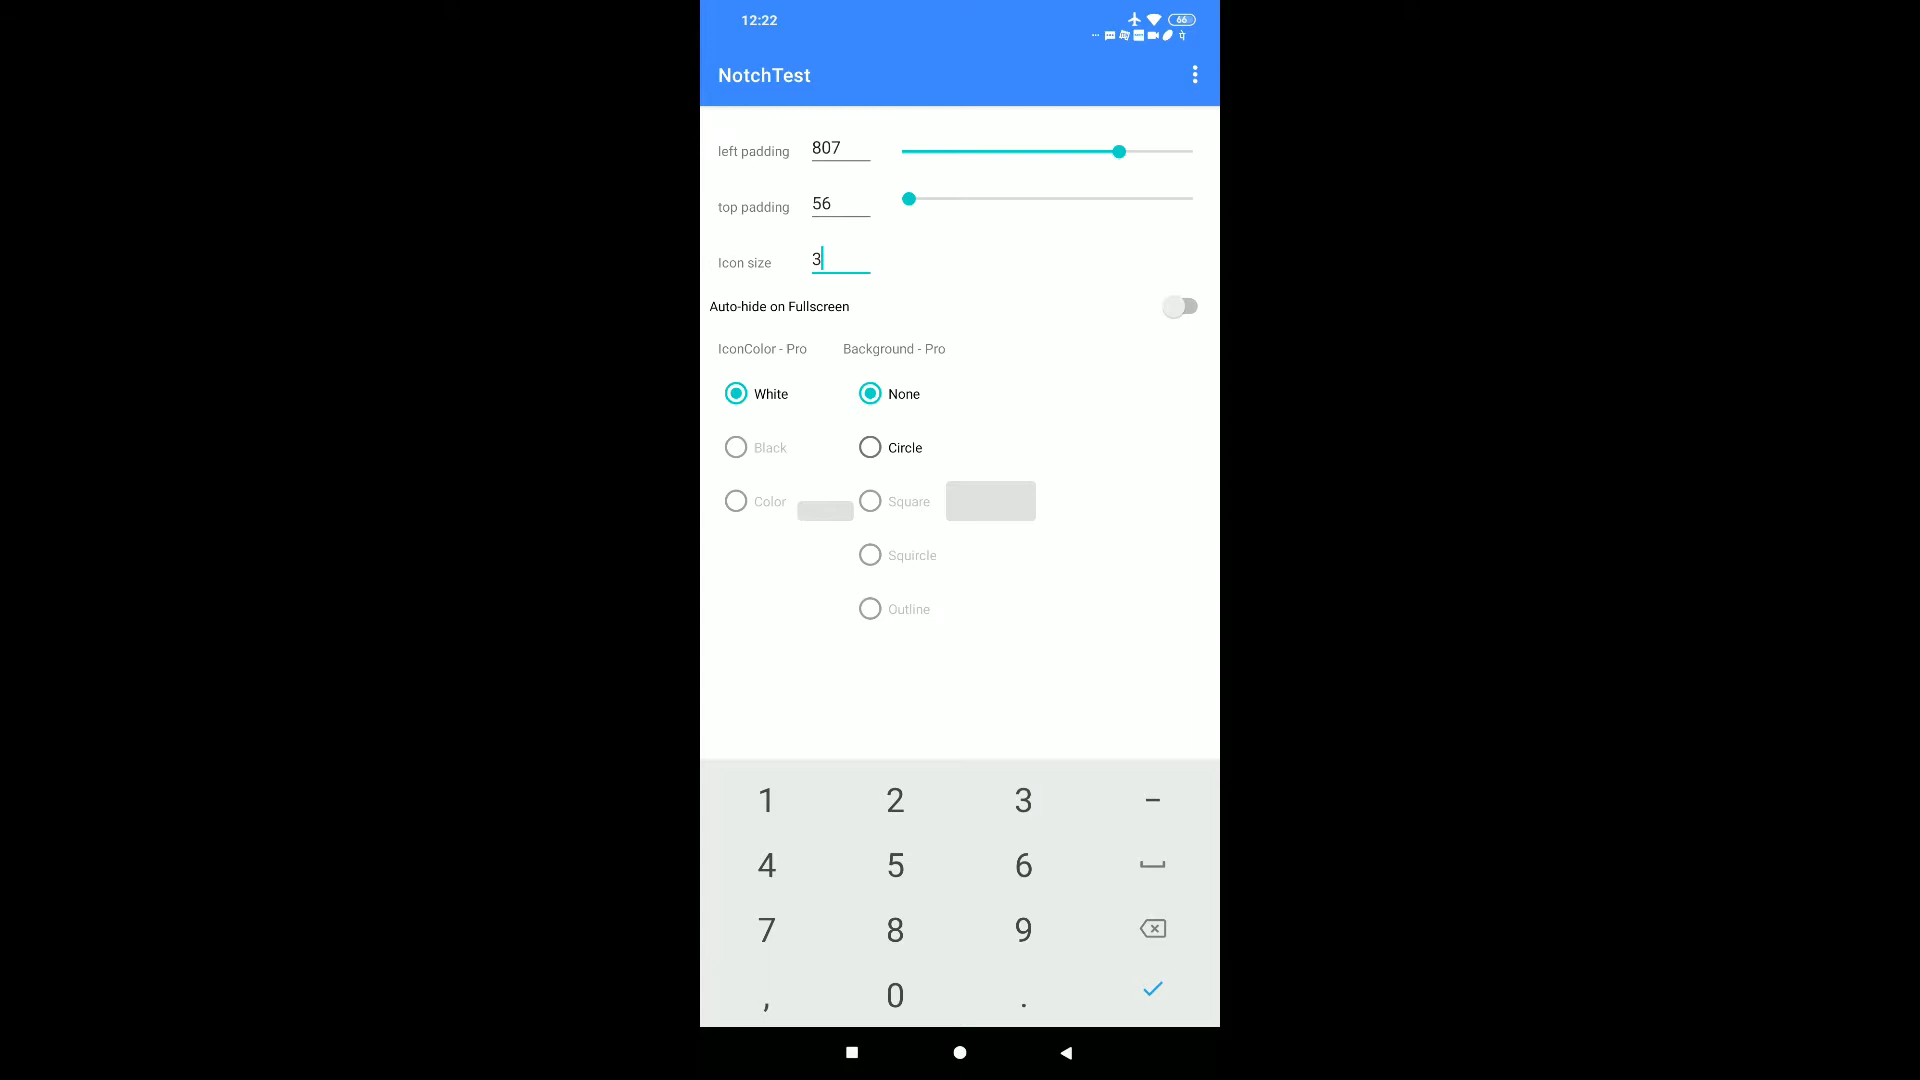 12:22
66
NotchTest
left padding 807
top padding 56
Icon size 3
Auto-hide on Fullscreen
IconColor - Pro Background - Pro
White None
Black Circle
Color Square
Squircle
Outline
1 2 3 −
4 5 6
7 8 9
, 0 .